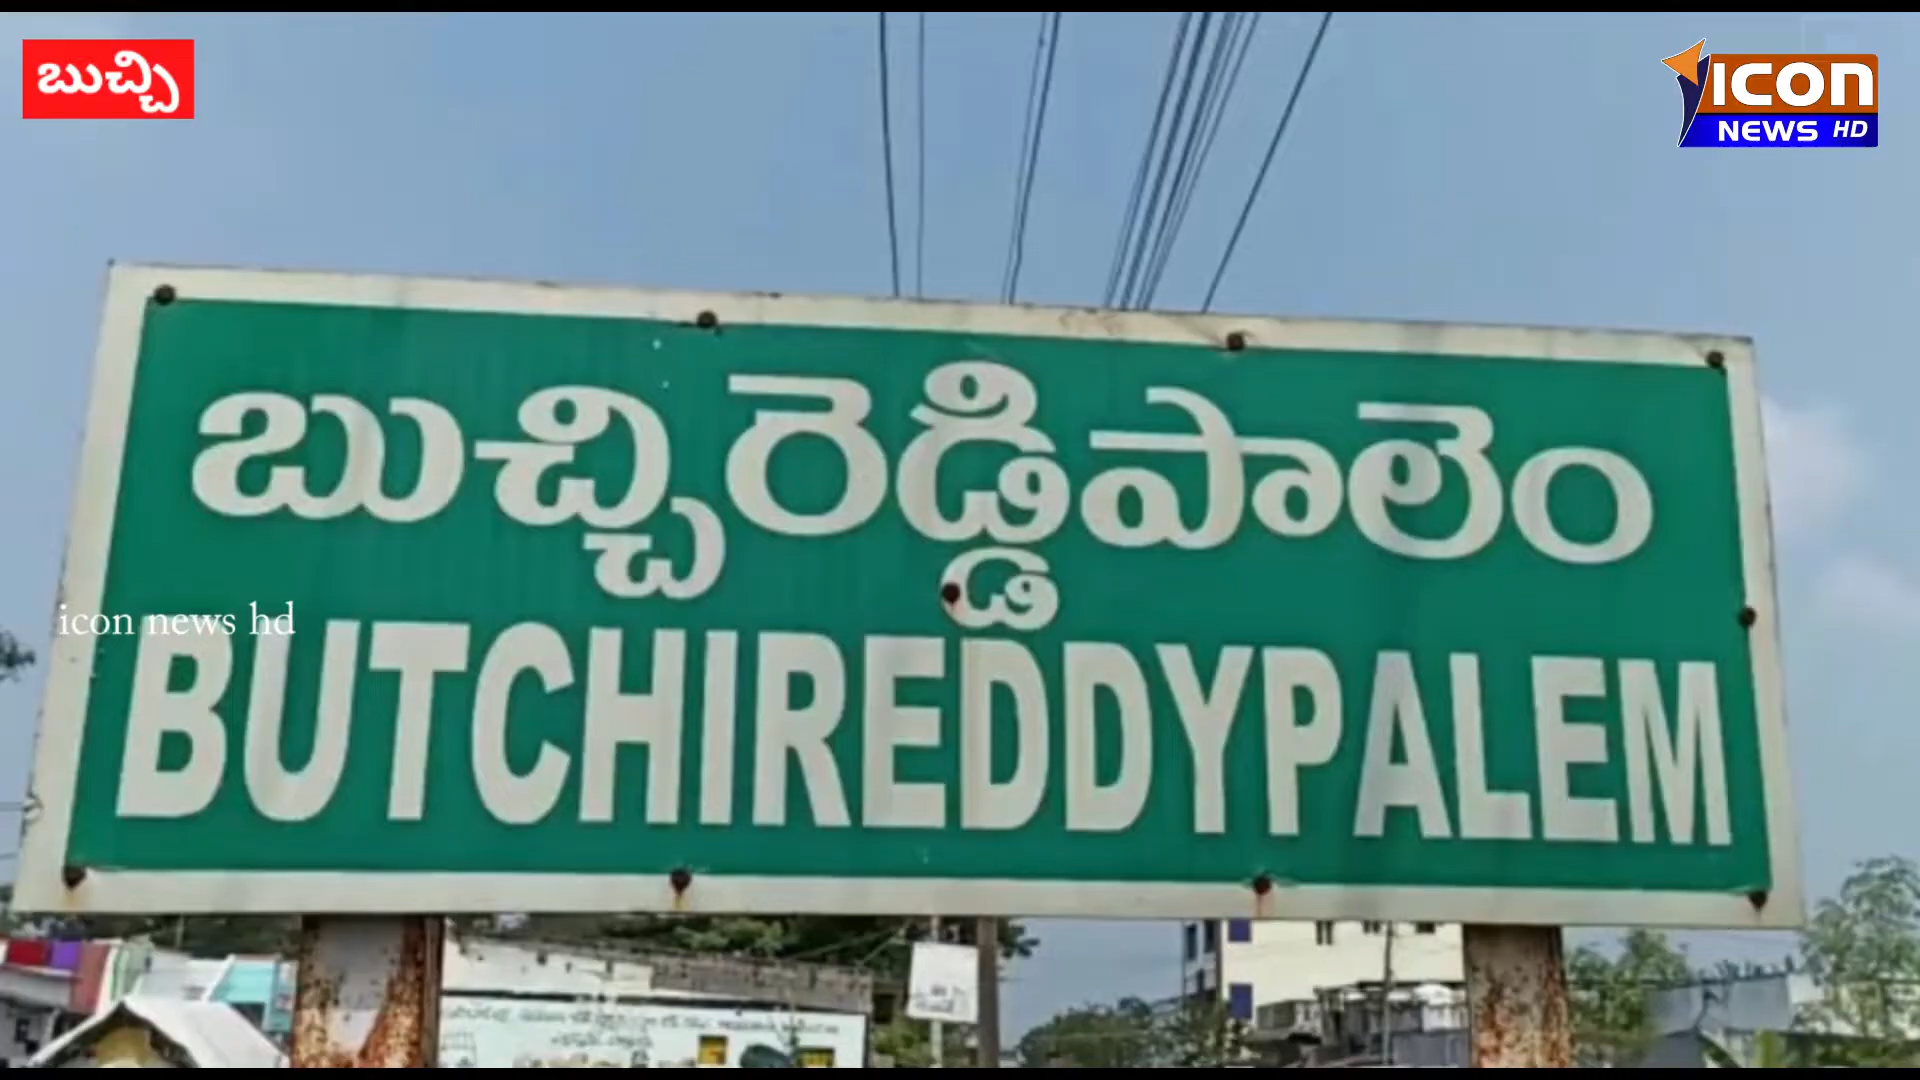 బుచ్చి
ICON
NEWS HD
బుచ్చిరెడ్డిపాలెం
icon news hd
BUTCHIREDDYPALEM